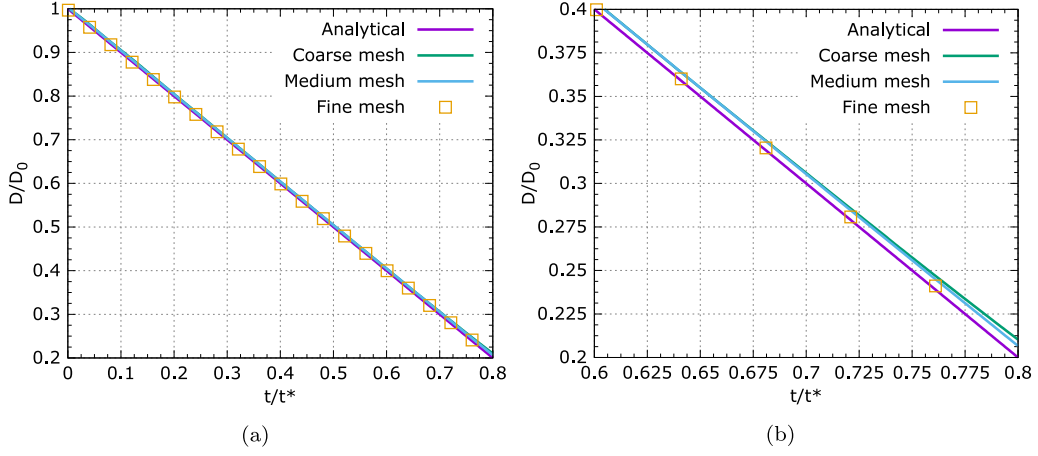 Analytical
Coarse mesh
Medium mesh
Fine mesh
1
0.9
0.8
0.7
0.6
0.5
0.4
0.3
0.2
D/D0
0 0.1 0.2 0.3 0.4 0.5 0.6 0.7 0.8
t/t*
(a)
Analytical
Coarse mesh
Medium mesh
Fine mesh
0.4
0.375
0.35
0.325
0.3
0.275
0.25
0.225
0.2
D/D0
0.6 0.625 0.65 0.675 0.7 0.725 0.75 0.775 0.8
t/t*
(b)